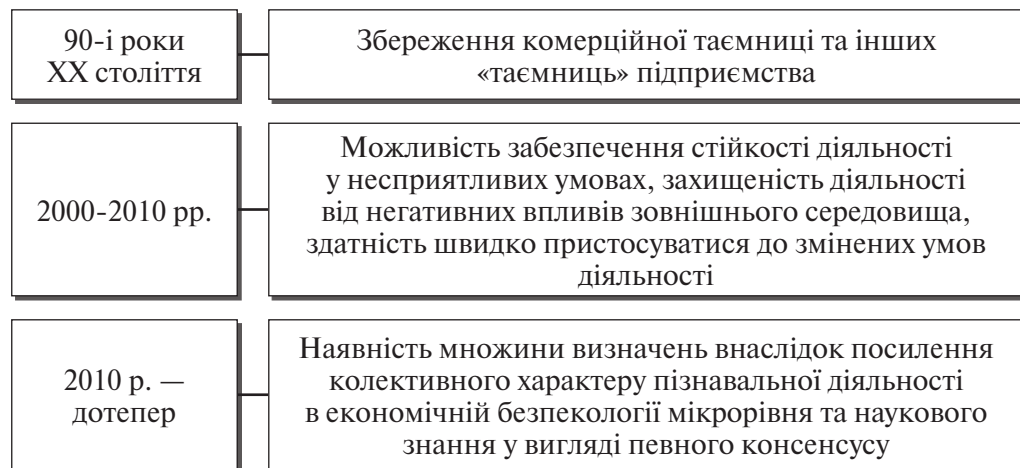 90-і роки
ХХ століття
Збереження комерційної таємниці та інших
«таємниць» підприємства
2000-2010 рр.
Можливість забезпечення стійкості діяльності
у несприятливих умовах, захищеність діяльності
від негативних впливів зовнішнього середовища,
здатність швидко пристосуватися до змінених умов
діяльності
2010 р. —
дотепер
Наявність множини визначень внаслідок посилення
колективного характеру пізнавальної діяльності
в економічній безпекології мікрорівня та наукового
знання у вигляді певного консенсусу